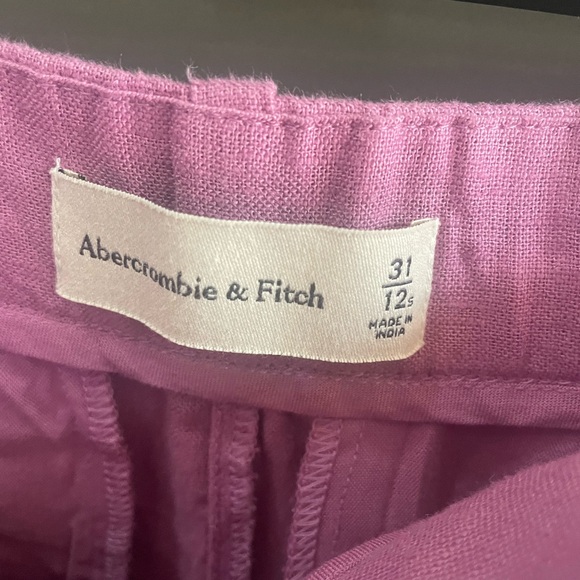 Abercrombie & Fitch
31
12s
MADE IN
INDIA